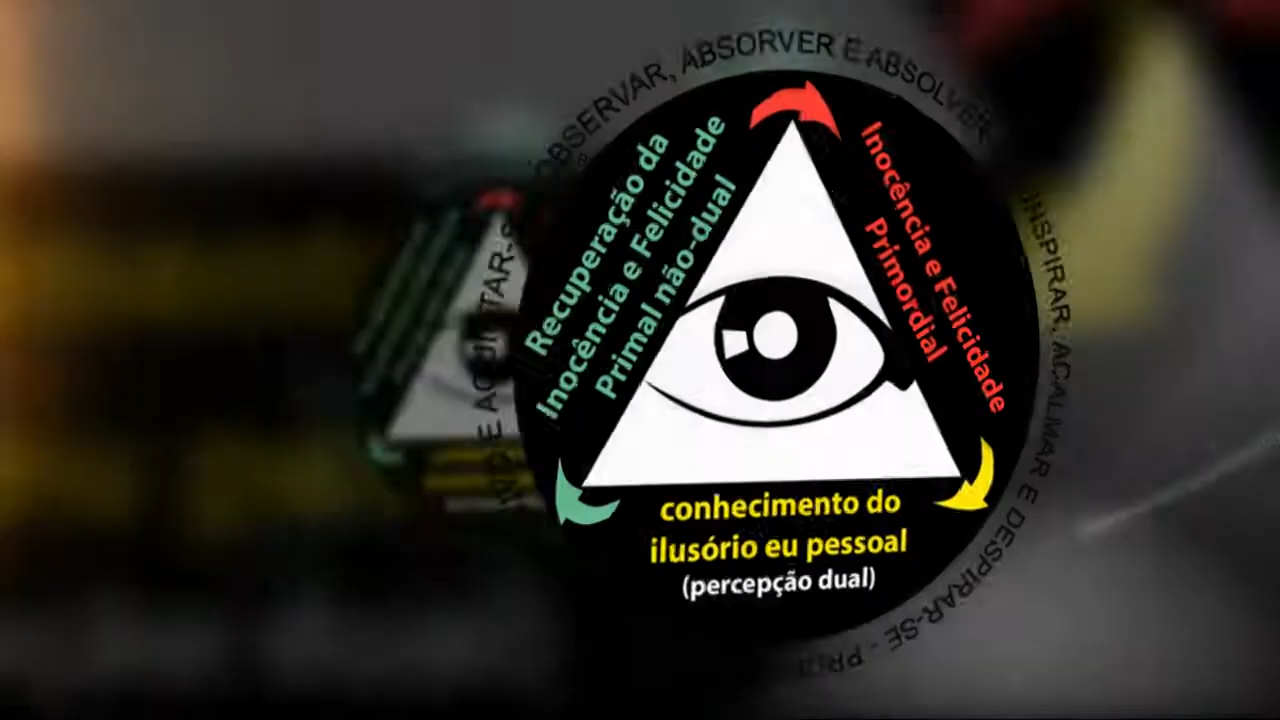 OBSERVAR, ABSORVER E ABSOLVER
INSPIRAR, ACALMAR E DESPIRAR-SE -
Recuperação da
Inocência e Felicidade
Primal não-dual
Inocência e Felicidade
Primordial
conhecimento do
ilusório eu pessoal
(percepção dual)